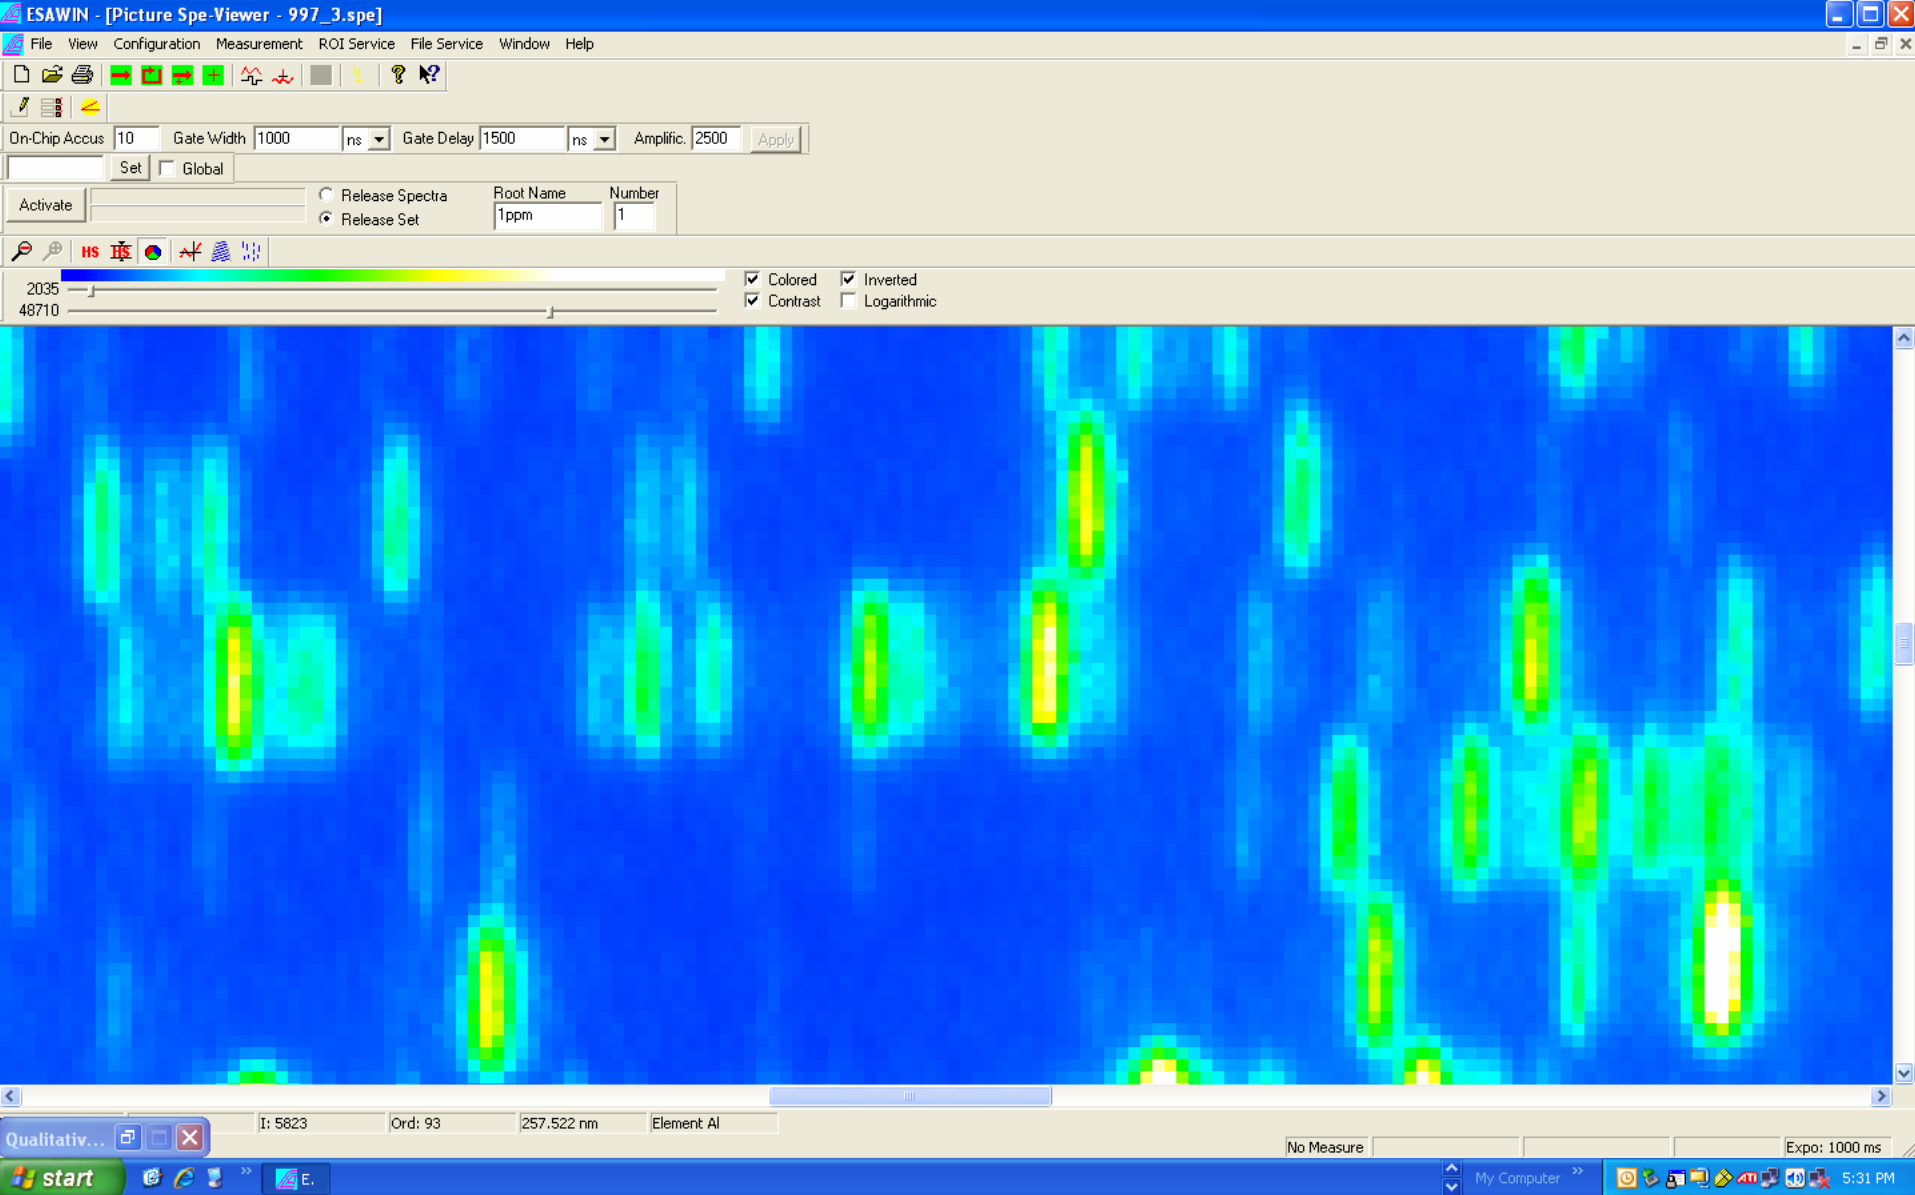 ESAWIN - [Picture Spe-Viewer - 997_3.spe]
File View Configuration Measurement ROI Service File Service Window Help
On-Chip Accus 10 Gate Width 1000 ns Gate Delay 1500 ns Amplific. 2500 Apply
Set Global
Activate Release Spectra Root Name Number
Release Set 1ppm 1
HS HS
2035 Colored Inverted
48710 Contrast Logarithmic
I: 5823 Ord: 93 257.522 nm Element Al
Qualitativ...
No Measure Expo: 1000 ms
start E. My Computer ATI 5:31 PM